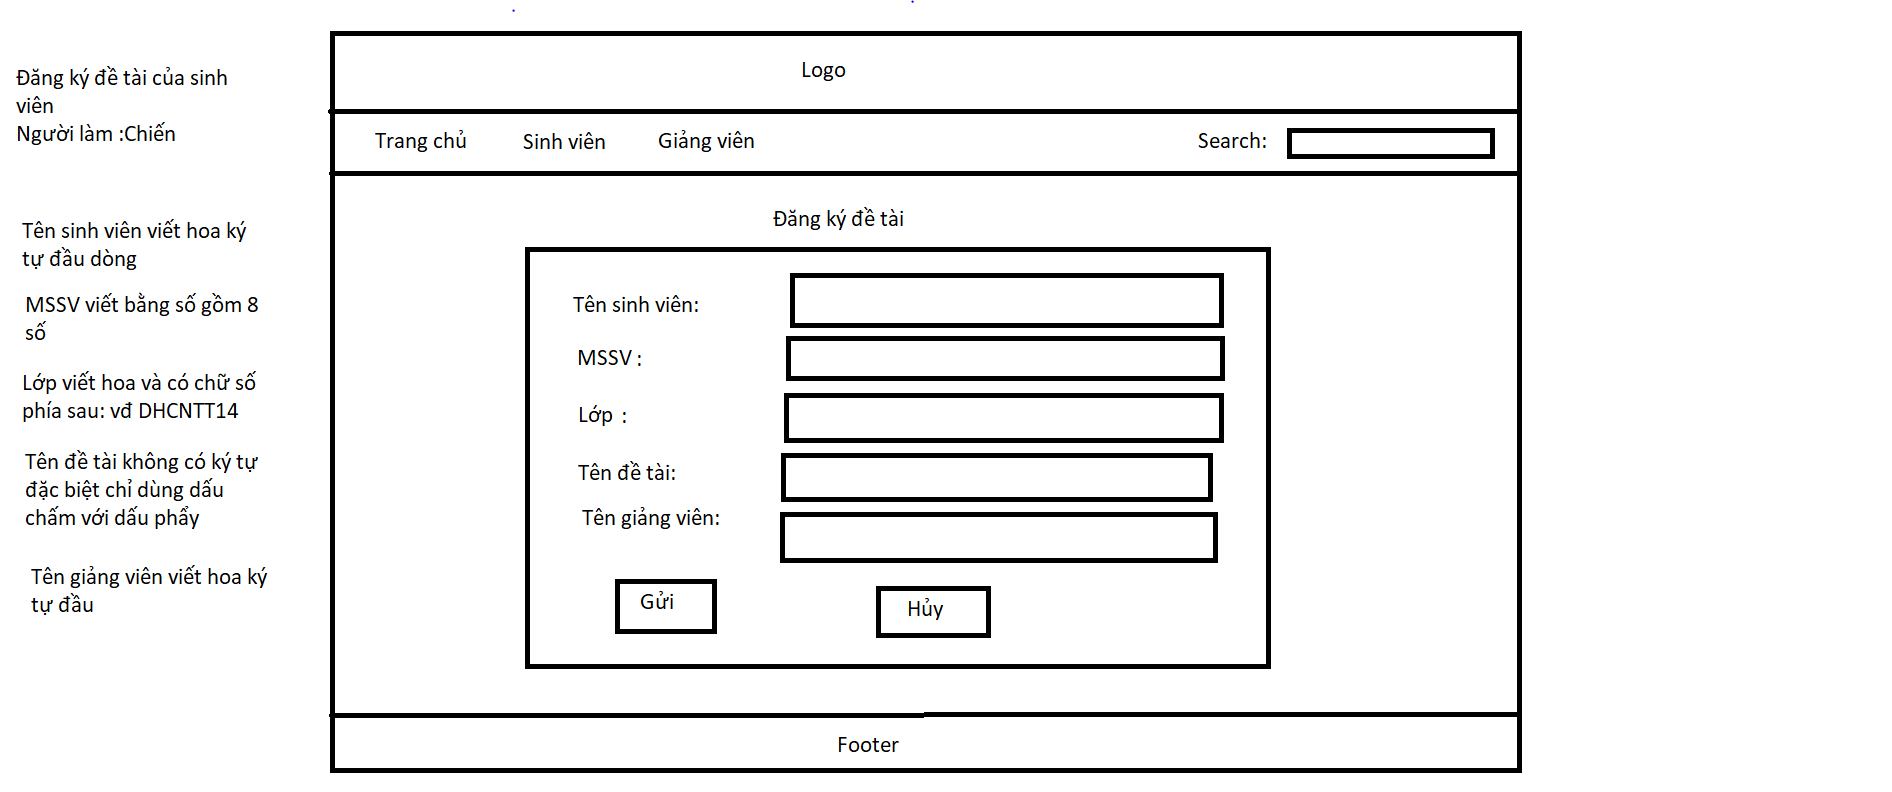 Đăng ký đề tài của sinh
viên
Người làm :Chiến
Tên sinh viên viết hoa ký
tự đầu dòng
MSSV viết bằng số gồm 8
số
Lớp viết hoa và có chữ số
phía sau: vđ DHCNTT14
Tên đề tài không có ký tự
đặc biệt chỉ dùng dấu
chấm với dấu phẩy
Tên giảng viên viết hoa ký
tự đầu
Logo
Trang chủ Sinh viên Giảng viên Search:
Đăng ký đề tài
Tên sinh viên:
MSSV :
Lớp :
Tên đề tài:
Tên giảng viên:
Gửi Hủy
Footer